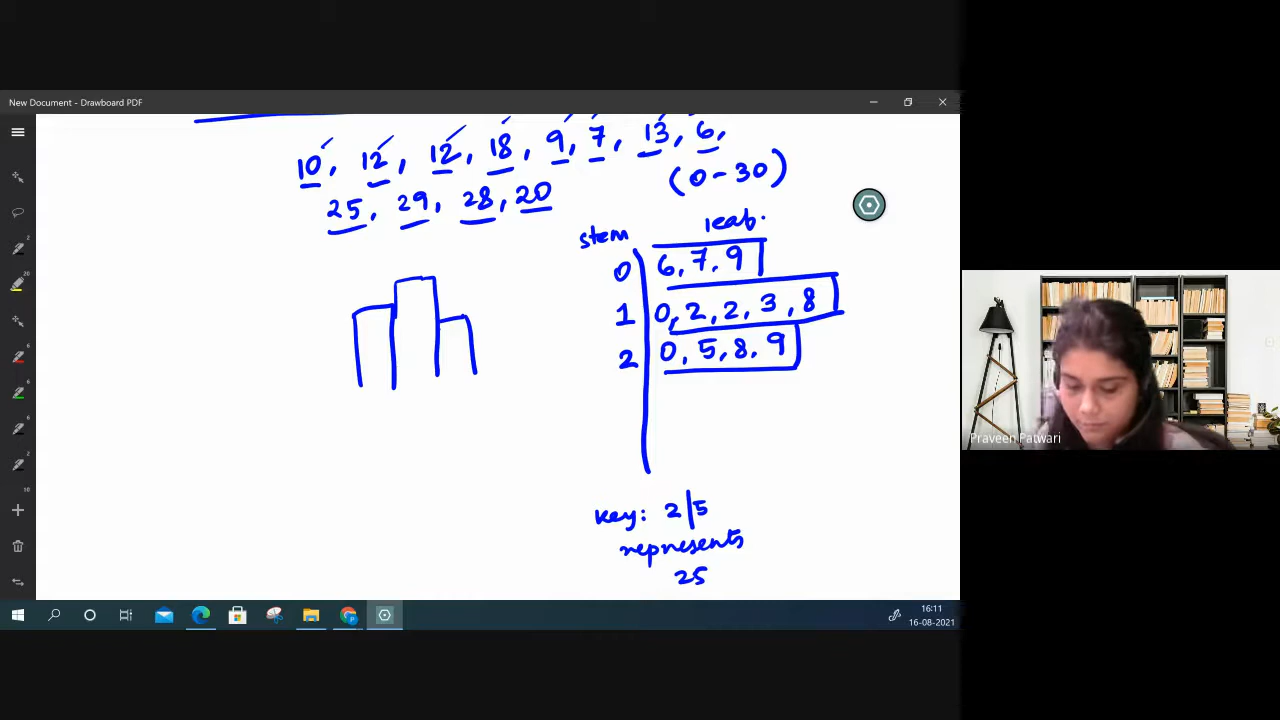 New Document - Drawboard PDF
10, 12, 12, 18, 9, 7, 13, 6,
(0-30)
25, 29, 28, 20
stem leaf.
0 6, 7, 9
1 0, 2, 2, 3, 8
2 0, 5, 8, 9
Praveen Patwari
key: 2|5
represents
25
16:11
16-08-2021